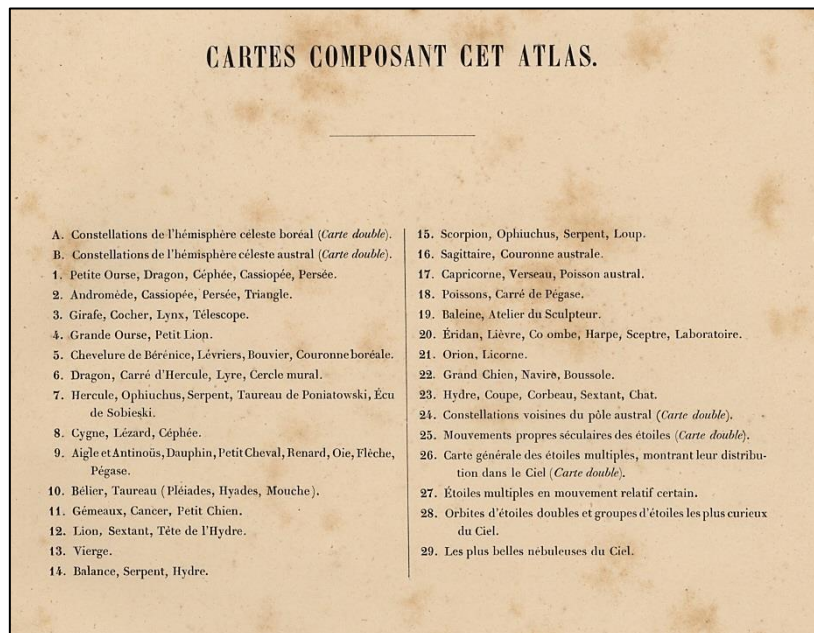 CARTES COMPOSANT CET ATLAS.
A. Constellations de l'hémisphère céleste boréal (Carte double).
B. Constellations de l'hémisphère céleste austral (Carte double).
1. Petite Ourse, Dragon, Céphée, Cassiopée, Persée.
2. Andromède, Cassiopée, Persée, Triangle.
3. Girafe, Cocher, Lynx, Télescope.
4. Grande Ourse, Petit Lion.
5. Chevelure de Bérénice, Lévriers, Bouvier, Couronne boréale.
6. Dragon, Carré d'Hercule, Lyre, Cercle mural.
7. Hercule, Ophiuchus, Serpent, Taureau de Poniatowski, Écu
de Sobieski.
8. Cygne, Lézard, Céphée.
9. Aigle et Antinoüs, Dauphin, Petit Cheval, Renard, Oie, Flèche,
Pégase.
10. Bélier, Taureau (Pléiades, Hyades, Mouche).
11. Gémeaux, Cancer, Petit Chien.
12. Lion, Sextant, Tête de l'Hydre.
13. Vierge.
14. Balance, Serpent, Hydre.
15. Scorpion, Ophiuchus, Serpent, Loup.
16. Sagittaire, Couronne australe.
17. Capricorne, Verseau, Poisson austral.
18. Poissons, Carré de Pégase.
19. Baleine, Atelier du Sculpteur.
20. Éridan, Lièvre, Co ombe, Harpe, Sceptre, Laboratoire.
21. Orion, Licorne.
22. Grand Chien, Navire, Boussole.
23. Hydre, Coupe, Corbeau, Sextant, Chat.
24. Constellations voisines du pôle austral (Carte double).
25. Mouvements propres séculaires des étoiles (Carte double).
26. Carte générale des étoiles multiples, montrant leur distribu-
tion dans le Ciel (Carte double).
27. Étoiles multiples en mouvement relatif certain.
28. Orbites d'étoiles doubles et groupes d'étoiles les plus curieux
du Ciel.
29. Les plus belles nébuleuses du Ciel.